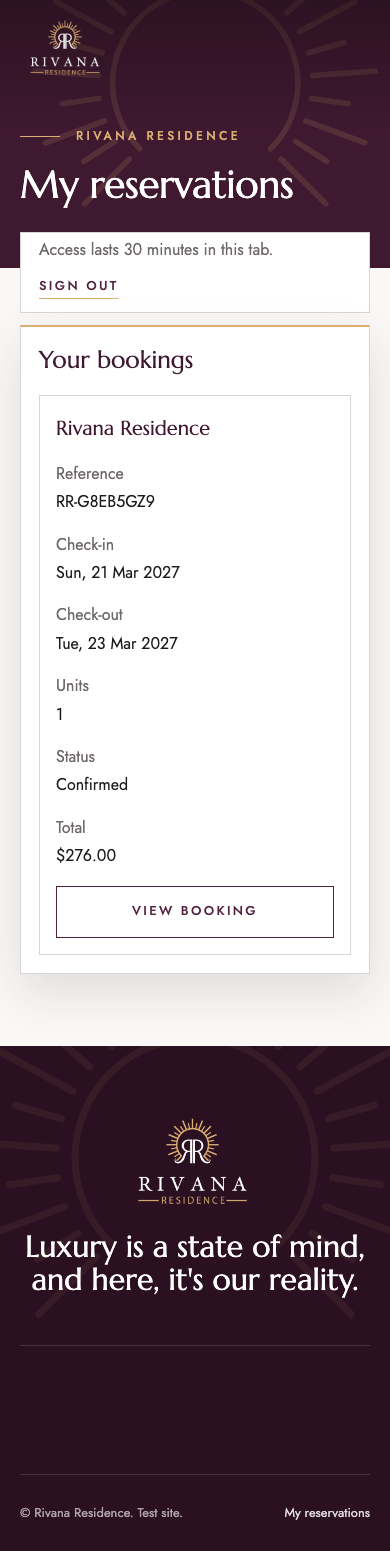 RIVANA
RESIDENCE
RIVANA RESIDENCE
My reservations
Access lasts 30 minutes in this tab.
SIGN OUT
Your bookings
Rivana Residence
Reference
RR-G8EB5GZ9
Check-in
Sun, 21 Mar 2027
Check-out
Tue, 23 Mar 2027
Units
1
Status
Confirmed
Total
$276.00
VIEW BOOKING
RIVANA
RESIDENCE
Luxury is a state of mind,
and here, it's our reality.
© Rivana Residence. Test site.
My reservations